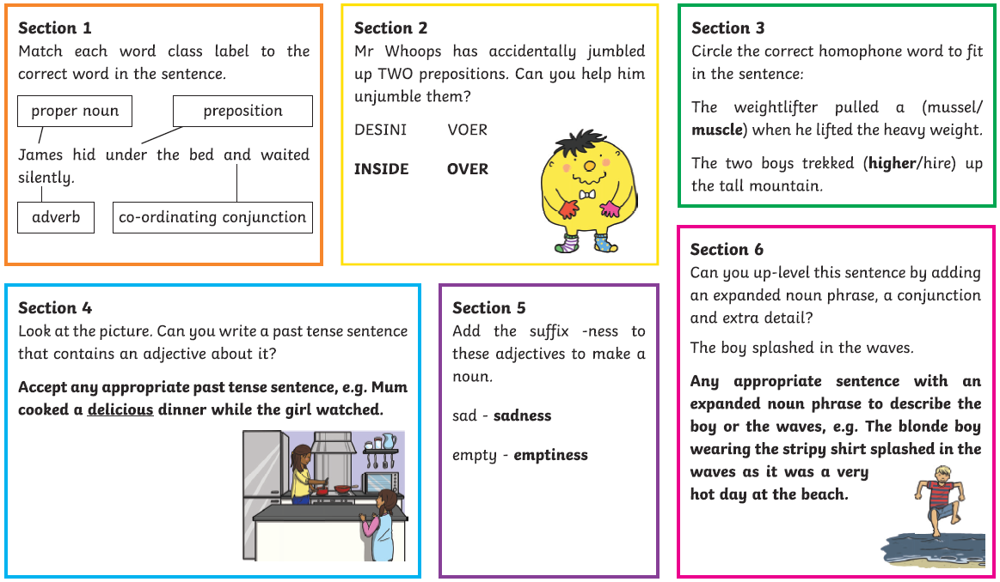 Section 1
Match each word class label to the
correct word in the sentence.
proper noun
preposition
James hid under the bed and waited
silently.
adverb
co-ordinating conjunction
Section 2
Mr Whoops has accidentally jumbled
up TWO prepositions. Can you help him
unjumble them?
DESINI VOER
INSIDE OVER
Section 3
Circle the correct homophone word to fit
in the sentence:
The weightlifter pulled a (mussel/
muscle) when he lifted the heavy weight.
The two boys trekked (higher/hire) up
the tall mountain.
Section 4
Look at the picture. Can you write a past tense sentence
that contains an adjective about it?
Accept any appropriate past tense sentence, e.g. Mum
cooked a delicious dinner while the girl watched.
Section 5
Add the suffix -ness to
these adjectives to make a
noun.
sad - sadness
empty - emptiness
Section 6
Can you up-level this sentence by adding
an expanded noun phrase, a conjunction
and extra detail?
The boy splashed in the waves.
Any appropriate sentence with an
expanded noun phrase to describe the
boy or the waves, e.g. The blonde boy
wearing the stripy shirt splashed in the
waves as it was a very
hot day at the beach.